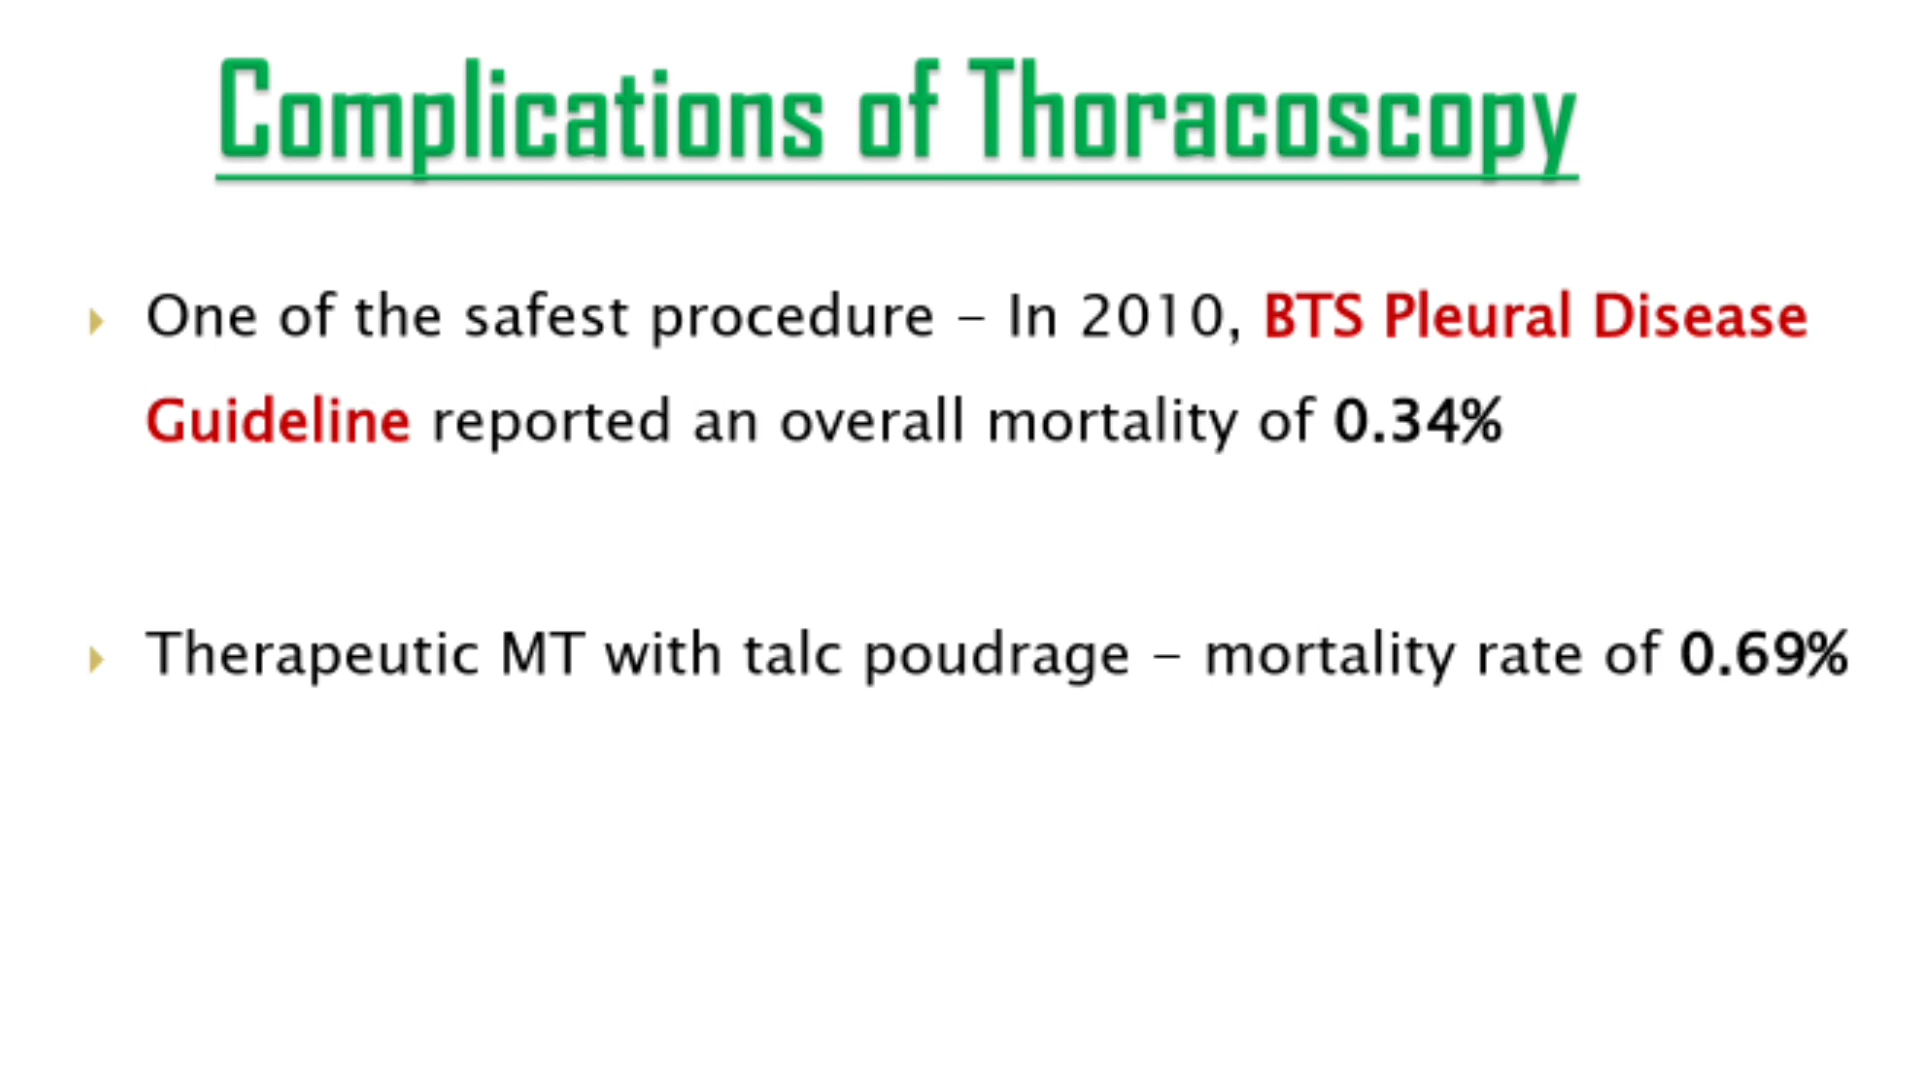 Complications of Thoracoscopy
One of the safest procedure – In 2010, BTS Pleural Disease
Guideline reported an overall mortality of 0.34%
Therapeutic MT with talc poudrage – mortality rate of 0.69%